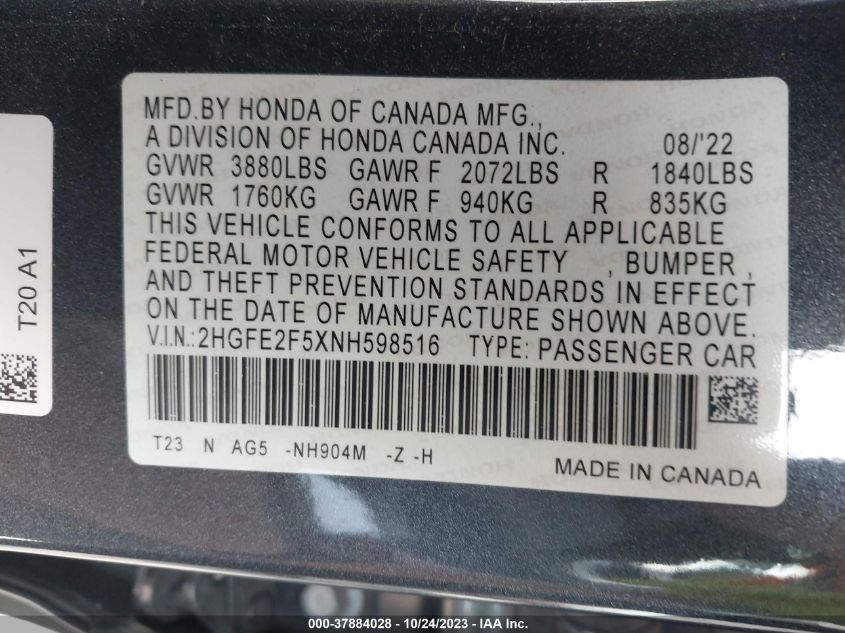 MFD.BY HONDA OF CANADA MFG.,
A DIVISION OF HONDA CANADA INC. 08/'22
GVWR 3880LBS GAWR F 2072LBS R 1840LBS
GVWR 1760KG GAWR F 940KG R 835KG
THIS VEHICLE CONFORMS TO ALL APPLICABLE
FEDERAL MOTOR VEHICLE SAFETY , BUMPER ,
AND THEFT PREVENTION STANDARDS IN EFFECT
ON THE DATE OF MANUFACTURE SHOWN ABOVE.
V.I.N.:2HGFE2F5XNH598516 TYPE: PASSENGER CAR
T23 N AG5 -NH904M -Z -H
MADE IN CANADA
T20 A1
000-37884028 - 10/24/2023 - IAA Inc.